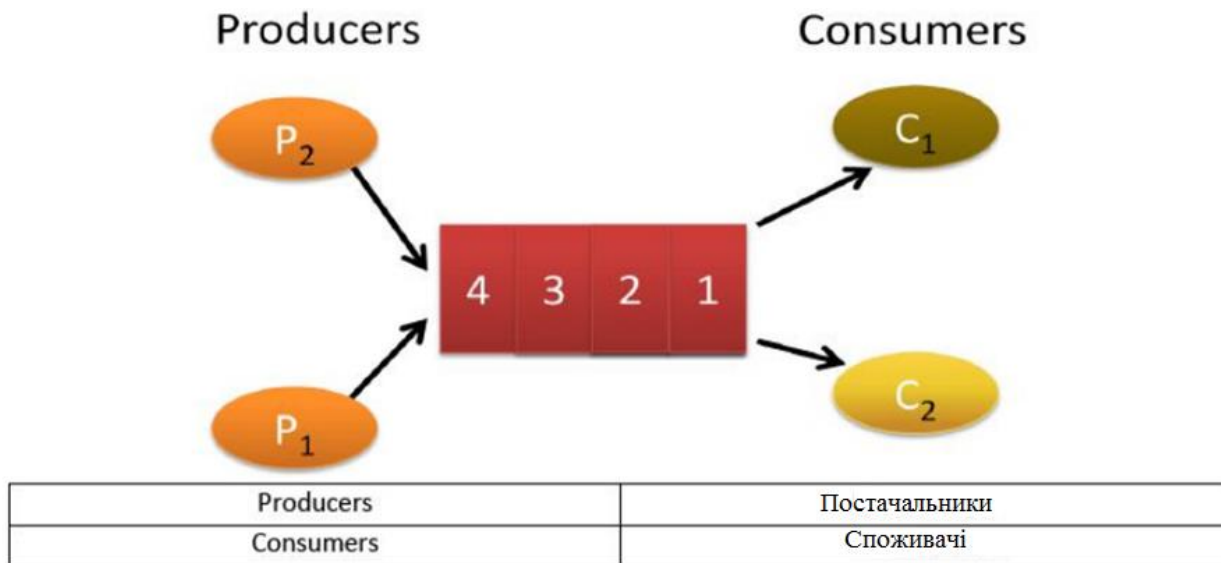 Producers Consumers
P2 C1
4 3 2 1
P1 C2
Producers Постачальники
Consumers Споживачі